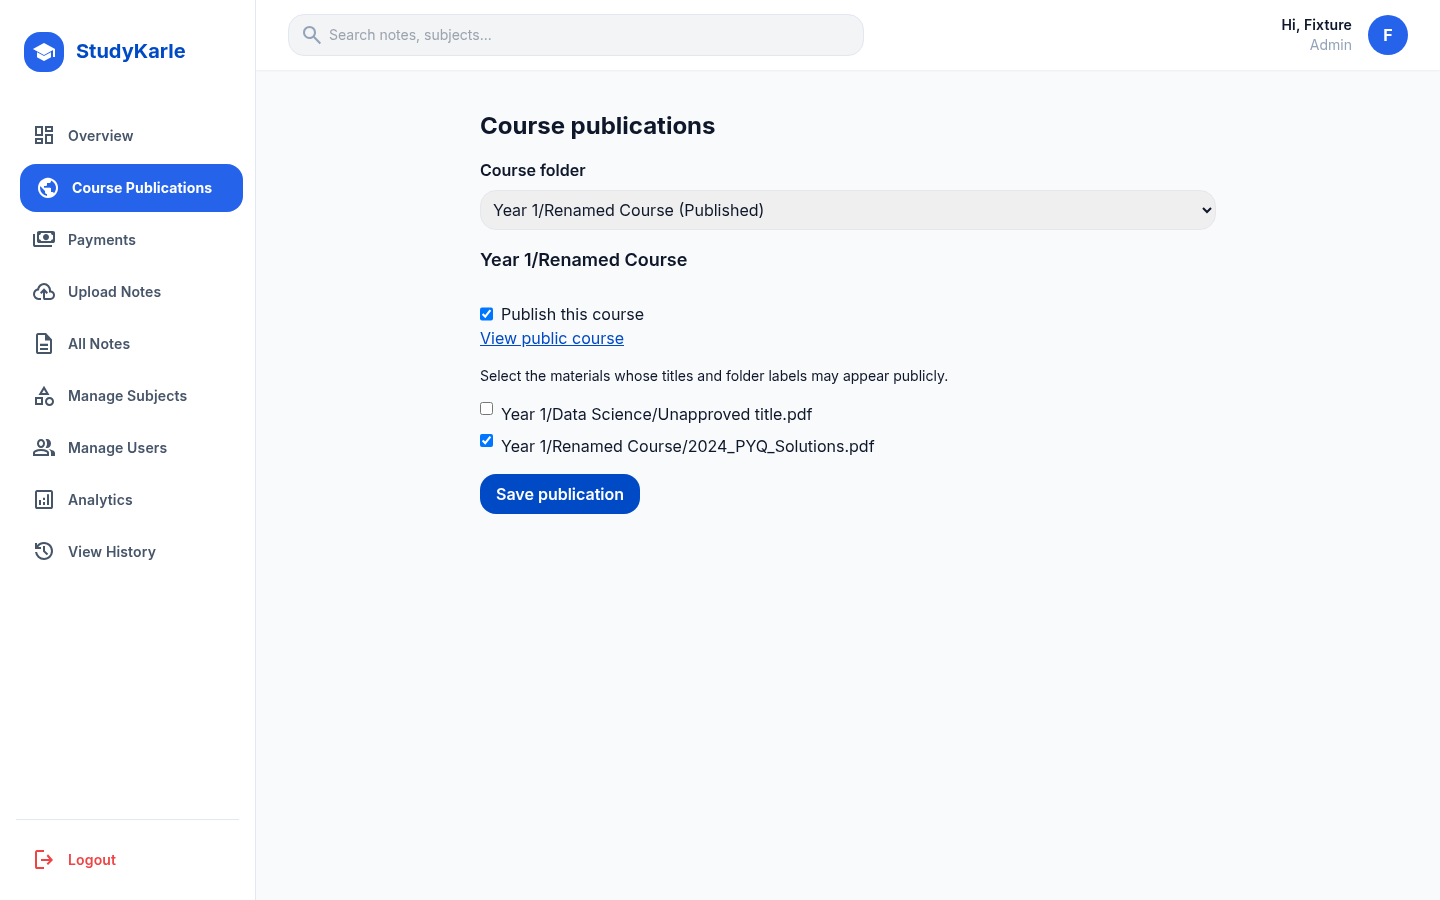 StudyKarle
Search notes, subjects...
Hi, Fixture
Admin
F
Overview
Course Publications
Payments
Upload Notes
All Notes
Manage Subjects
Manage Users
Analytics
View History
Logout
Course publications
Course folder
Year 1/Renamed Course (Published)
Year 1/Renamed Course
Publish this course
View public course
Select the materials whose titles and folder labels may appear publicly.
Year 1/Data Science/Unapproved title.pdf
Year 1/Renamed Course/2024_PYQ_Solutions.pdf
Save publication